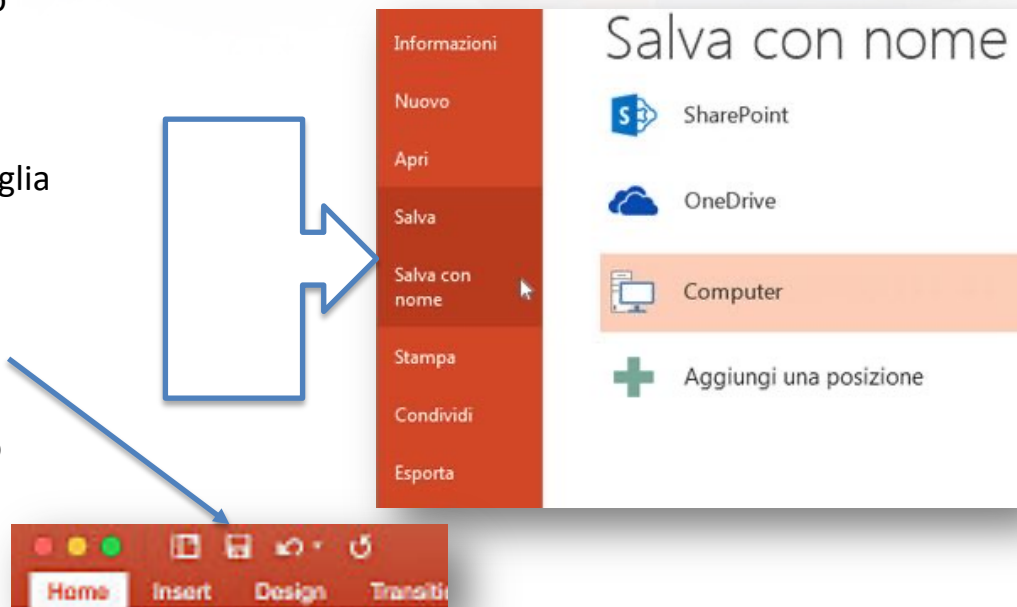 Informazioni
Salva con nome
Nuovo
SharePoint
Apri
glia
OneDrive
Salva
Salva con
nome
Computer
Stampa
Aggiungi una posizione
Condividi
Esporta
Home Insert Design Transiti